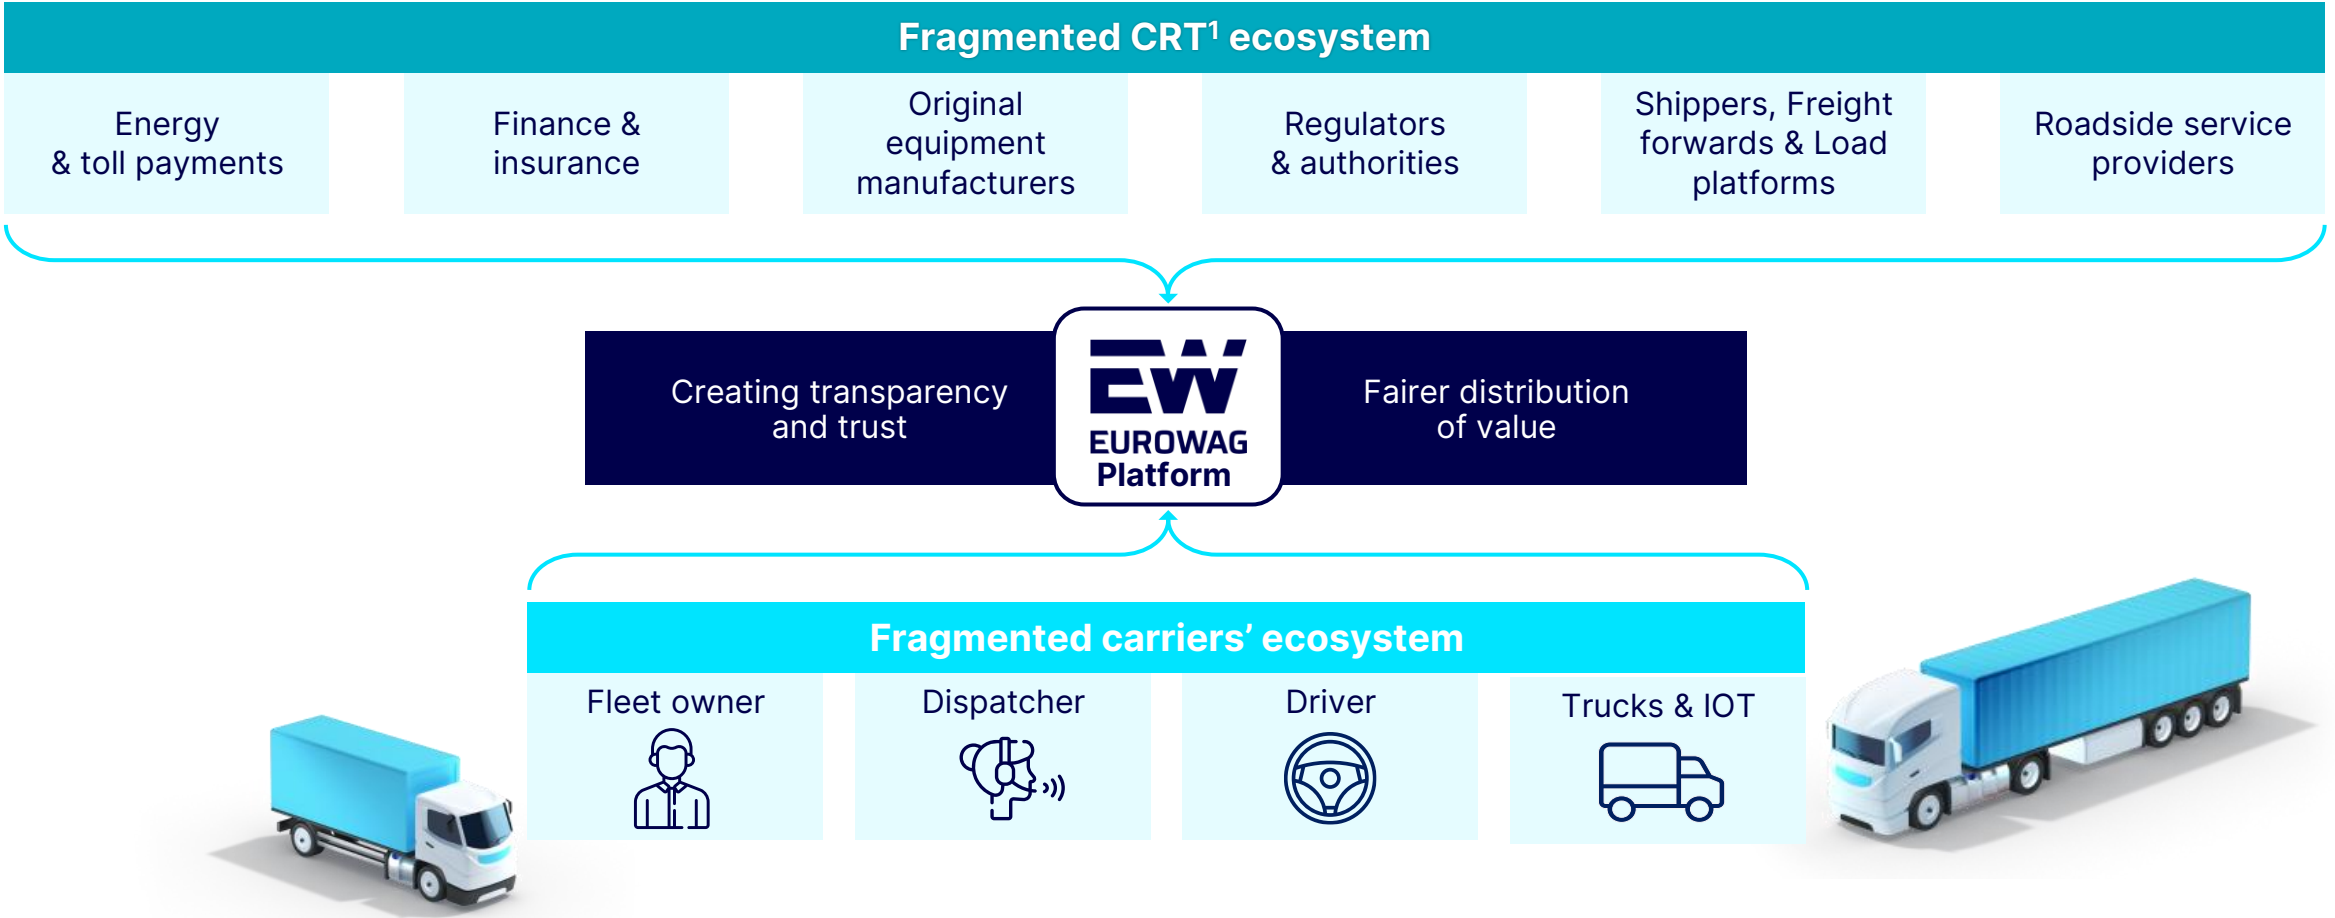 Fragmented CRT¹ ecosystem
Energy
& toll payments
Finance &
insurance
Original
equipment
manufacturers
Regulators
& authorities
Shippers, Freight
forwards & Load
platforms
Roadside service
providers
Creating transparency
and trust
EW
EUROWAG
Platform
Fairer distribution
of value
Fragmented carriers’ ecosystem
Fleet owner
Dispatcher
Driver
Trucks & IOT